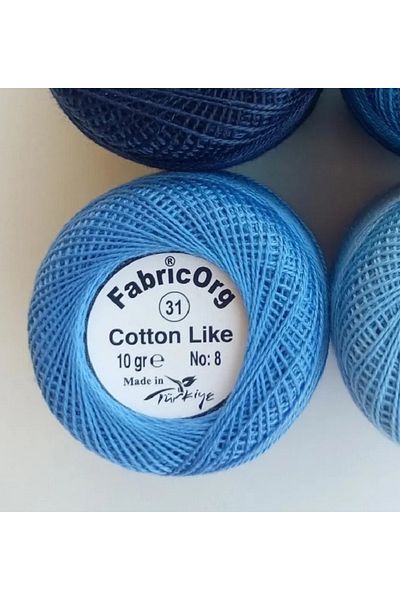 FabricOrg®
31
Cotton Like
10 gr℮ No: 8
Made in
Türkiye